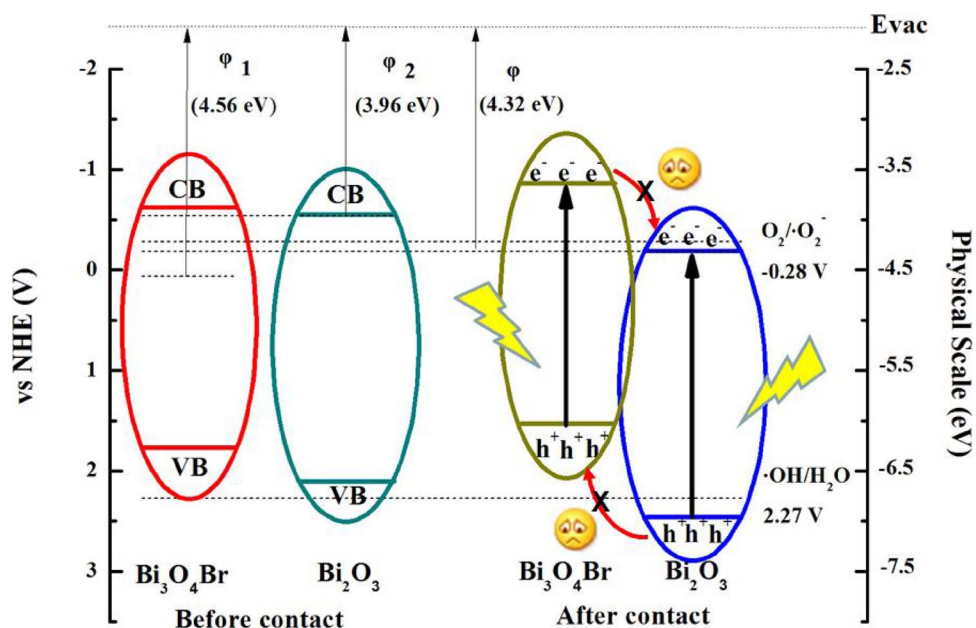 Evac
φ 1
(4.56 eV)
φ 2
(3.96 eV)
φ
(4.32 eV)
-2
-1
0
1
2
3
vs NHE (V)
-2.5
-3.5
-4.5
-5.5
-6.5
-7.5
Physical Scale (eV)
CB
VB
CB
VB
e⁻ e⁻ e⁻
X
e⁻ e⁻ e⁻
O₂/·O₂⁻
-0.28 V
h⁺h⁺h⁺
X
h⁺h⁺h⁺
·OH/H₂O
2.27 V
Bi₃O₄Br
Bi₂O₃
Bi₃O₄Br
Bi₂O₃
Before contact
After contact